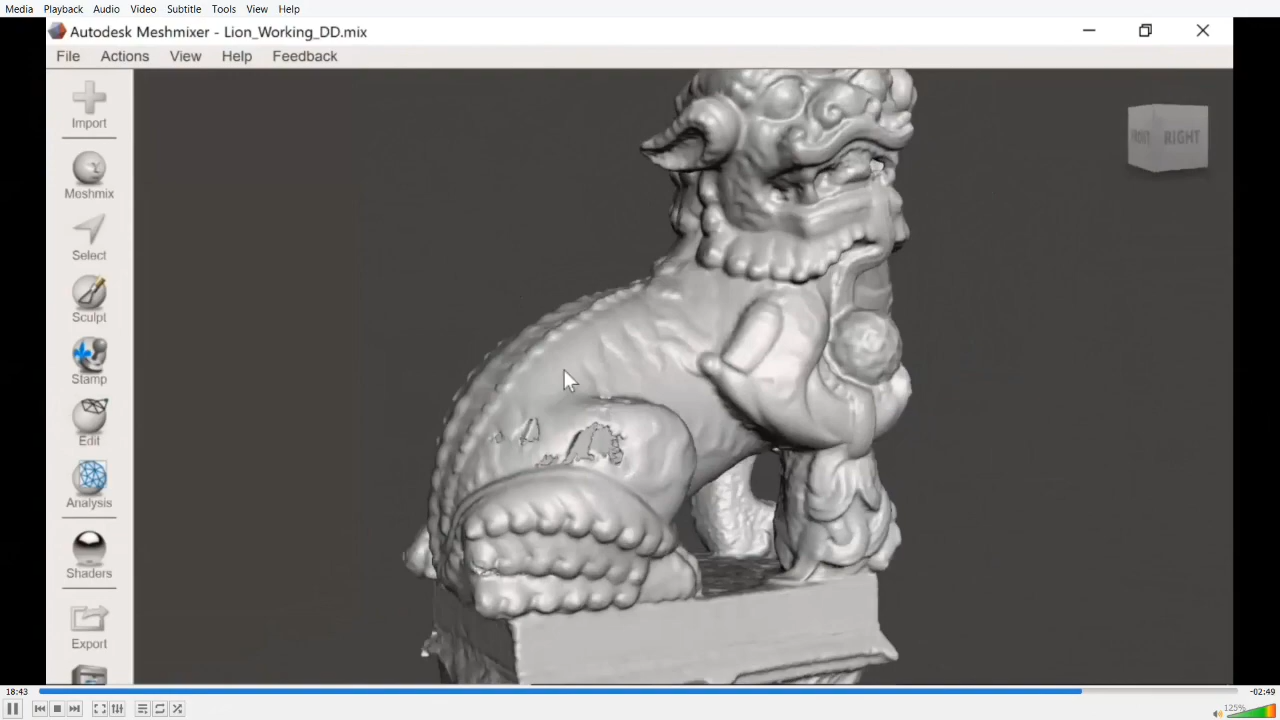 Media Playback Audio Video Subtitle Tools View Help
Autodesk Meshmixer - Lion_Working_DD.mix
File Actions View Help Feedback
Import
Meshmix
Select
Sculpt
Stamp
Edit
Analysis
Shaders
Export
FRONT RIGHT
18:43
-02:49
125%